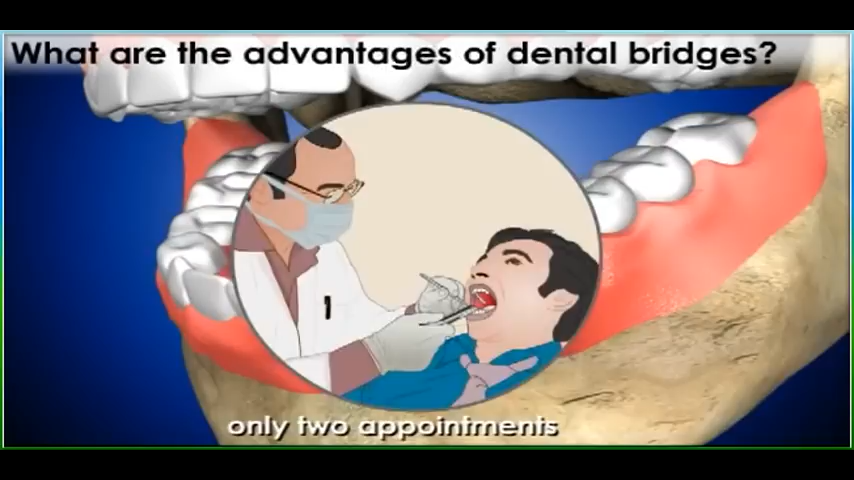 What are the advantages of dental bridges?
only two appointments